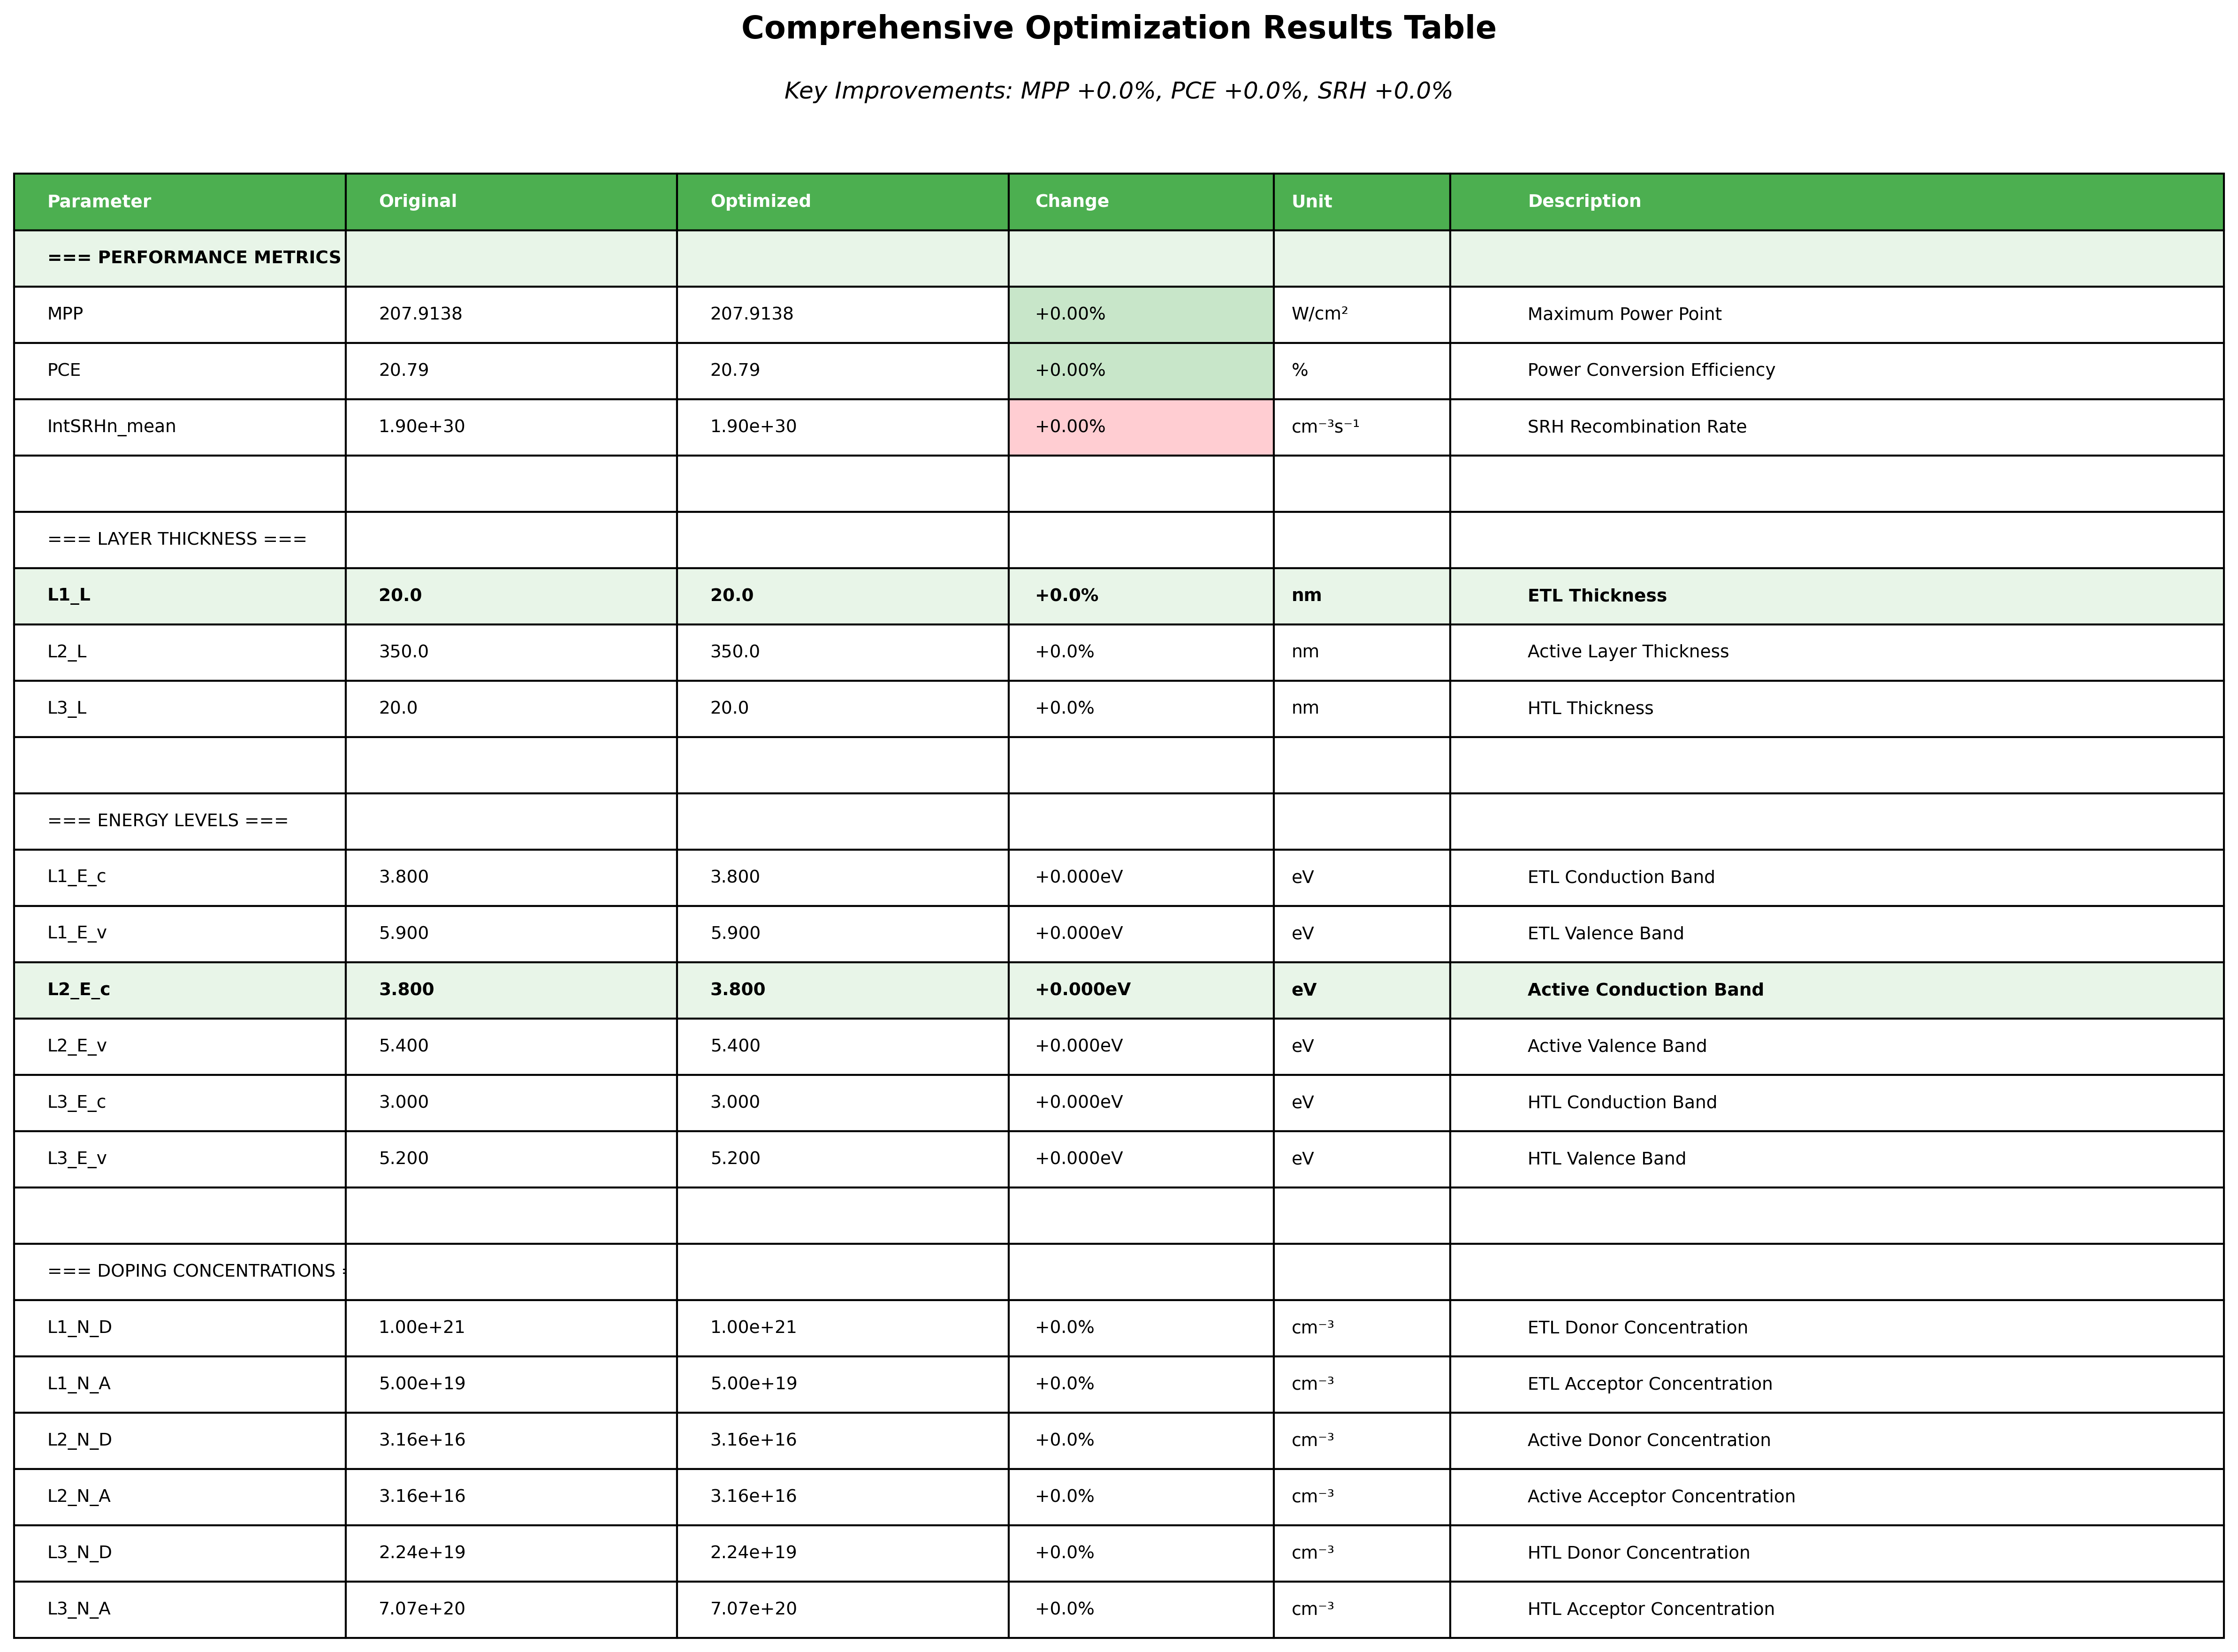 Comprehensive Optimization Results Table
Key Improvements: MPP +0.0%, PCE +0.0%, SRH +0.0%
Parameter Original Optimized Change Unit Description
=== PERFORMANCE METRICS
MPP 207.9138 207.9138 +0.00% W/cm² Maximum Power Point
PCE 20.79 20.79 +0.00% % Power Conversion Efficiency
IntSRHn_mean 1.90e+30 1.90e+30 +0.00% cm⁻³s⁻¹ SRH Recombination Rate
=== LAYER THICKNESS ===
L1_L 20.0 20.0 +0.0% nm ETL Thickness
L2_L 350.0 350.0 +0.0% nm Active Layer Thickness
L3_L 20.0 20.0 +0.0% nm HTL Thickness
=== ENERGY LEVELS ===
L1_E_c 3.800 3.800 +0.000eV eV ETL Conduction Band
L1_E_v 5.900 5.900 +0.000eV eV ETL Valence Band
L2_E_c 3.800 3.800 +0.000eV eV Active Conduction Band
L2_E_v 5.400 5.400 +0.000eV eV Active Valence Band
L3_E_c 3.000 3.000 +0.000eV eV HTL Conduction Band
L3_E_v 5.200 5.200 +0.000eV eV HTL Valence Band
=== DOPING CONCENTRATIONS =
L1_N_D 1.00e+21 1.00e+21 +0.0% cm⁻³ ETL Donor Concentration
L1_N_A 5.00e+19 5.00e+19 +0.0% cm⁻³ ETL Acceptor Concentration
L2_N_D 3.16e+16 3.16e+16 +0.0% cm⁻³ Active Donor Concentration
L2_N_A 3.16e+16 3.16e+16 +0.0% cm⁻³ Active Acceptor Concentration
L3_N_D 2.24e+19 2.24e+19 +0.0% cm⁻³ HTL Donor Concentration
L3_N_A 7.07e+20 7.07e+20 +0.0% cm⁻³ HTL Acceptor Concentration